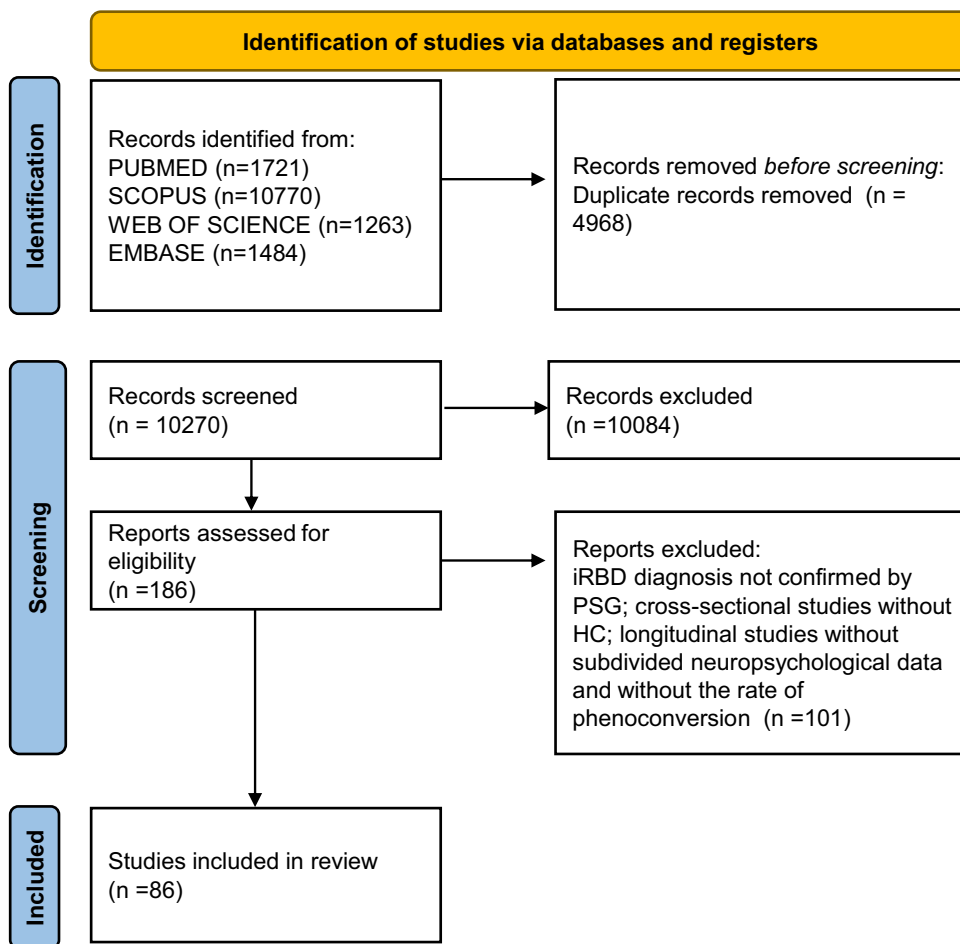 Identification of studies via databases and registers
Identification
Records identified from:
PUBMED (n=1721)
SCOPUS (n=10770)
WEB OF SCIENCE (n=1263)
EMBASE (n=1484)
Records removed before screening:
Duplicate records removed (n =
4968)
Screening
Records screened
(n = 10270)
Records excluded
(n =10084)
Reports assessed for
eligibility
(n =186)
Reports excluded:
iRBD diagnosis not confirmed by
PSG; cross-sectional studies without
HC; longitudinal studies without
subdivided neuropsychological data
and without the rate of
phenoconversion (n =101)
Included
Studies included in review
(n =86)